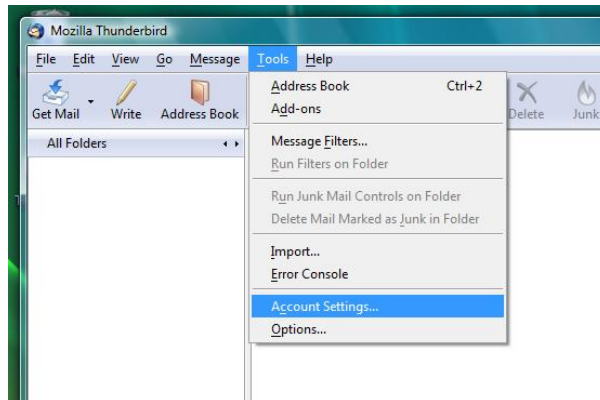 Mozilla Thunderbird
File Edit View Go Message Tools Help
Get Mail Write Address Book Delete Junk
All Folders
Address Book Ctrl+2
Add-ons
Message Filters...
Run Filters on Folder
Run Junk Mail Controls on Folder
Delete Mail Marked as Junk in Folder
Import...
Error Console
Account Settings...
Options...